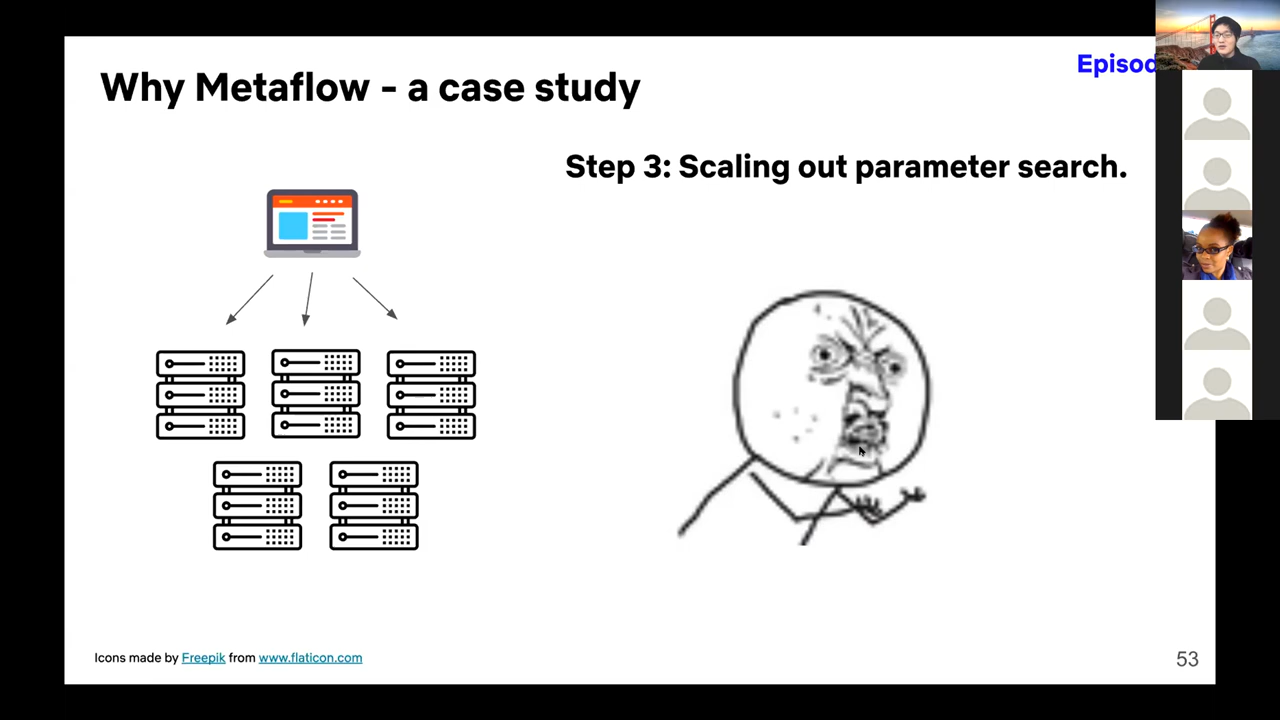 Why Metaflow - a case study
Step 3: Scaling out parameter search.
Icons made by Freepik from www.flaticon.com
53